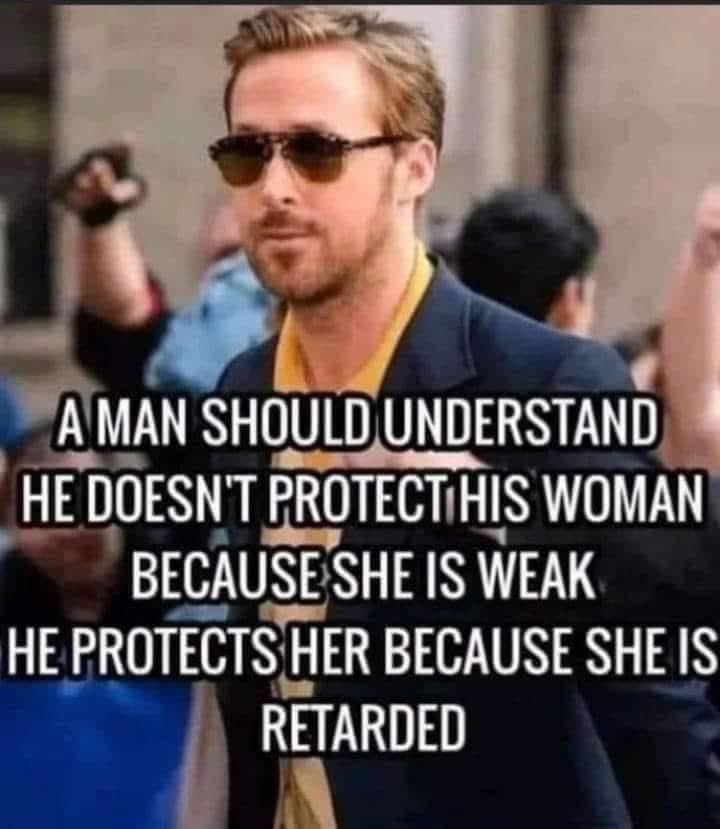 A MAN SHOULD UNDERSTAND
HE DOESN'T PROTECT HIS WOMAN
BECAUSE SHE IS WEAK
HE PROTECTS HER BECAUSE SHE IS
RETARDED